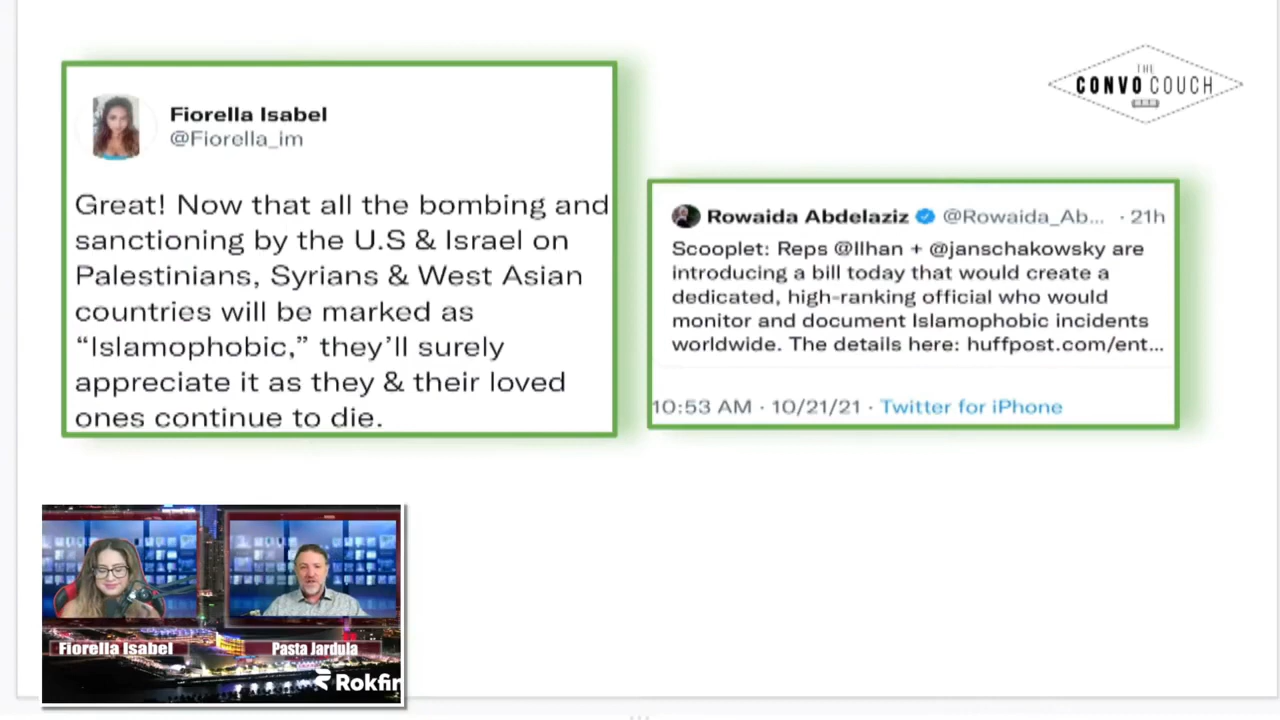 Fiorella Isabel
@Fiorella_im
Great! Now that all the bombing and
sanctioning by the U.S & Israel on
Palestinians, Syrians & West Asian
countries will be marked as
“Islamophobic,” they’ll surely
appreciate it as they & their loved
ones continue to die.
THE
CONVO COUCH
Rowaida Abdelaziz @Rowaida_Ab... · 21h
Scooplet: Reps @Ilhan + @janschakowsky are
introducing a bill today that would create a
dedicated, high-ranking official who would
monitor and document Islamophobic incidents
worldwide. The details here: huffpost.com/ent...
10:53 AM · 10/21/21 · Twitter for iPhone
Fiorella Isabel
Pasta Jardula
Rokfin